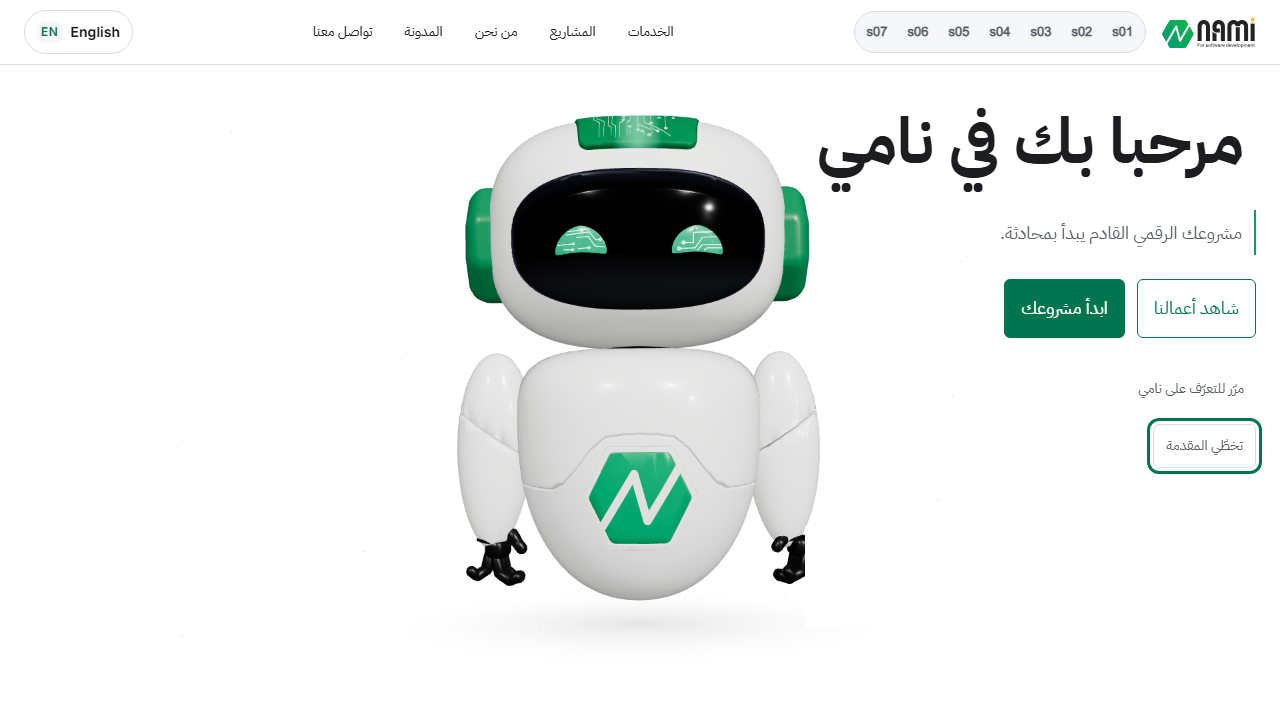 nami
For software development
s01 s02 s03 s04 s05 s06 s07
الخدمات المشاريع من نحن المدونة تواصل معنا
English EN
مرحبا بك في نامي
مشروعك الرقمي القادم يبدأ بمحادثة.
شاهد أعمالنا ابدأ مشروعك
مرّر للتعرّف على نامي
تخطّي المقدمة